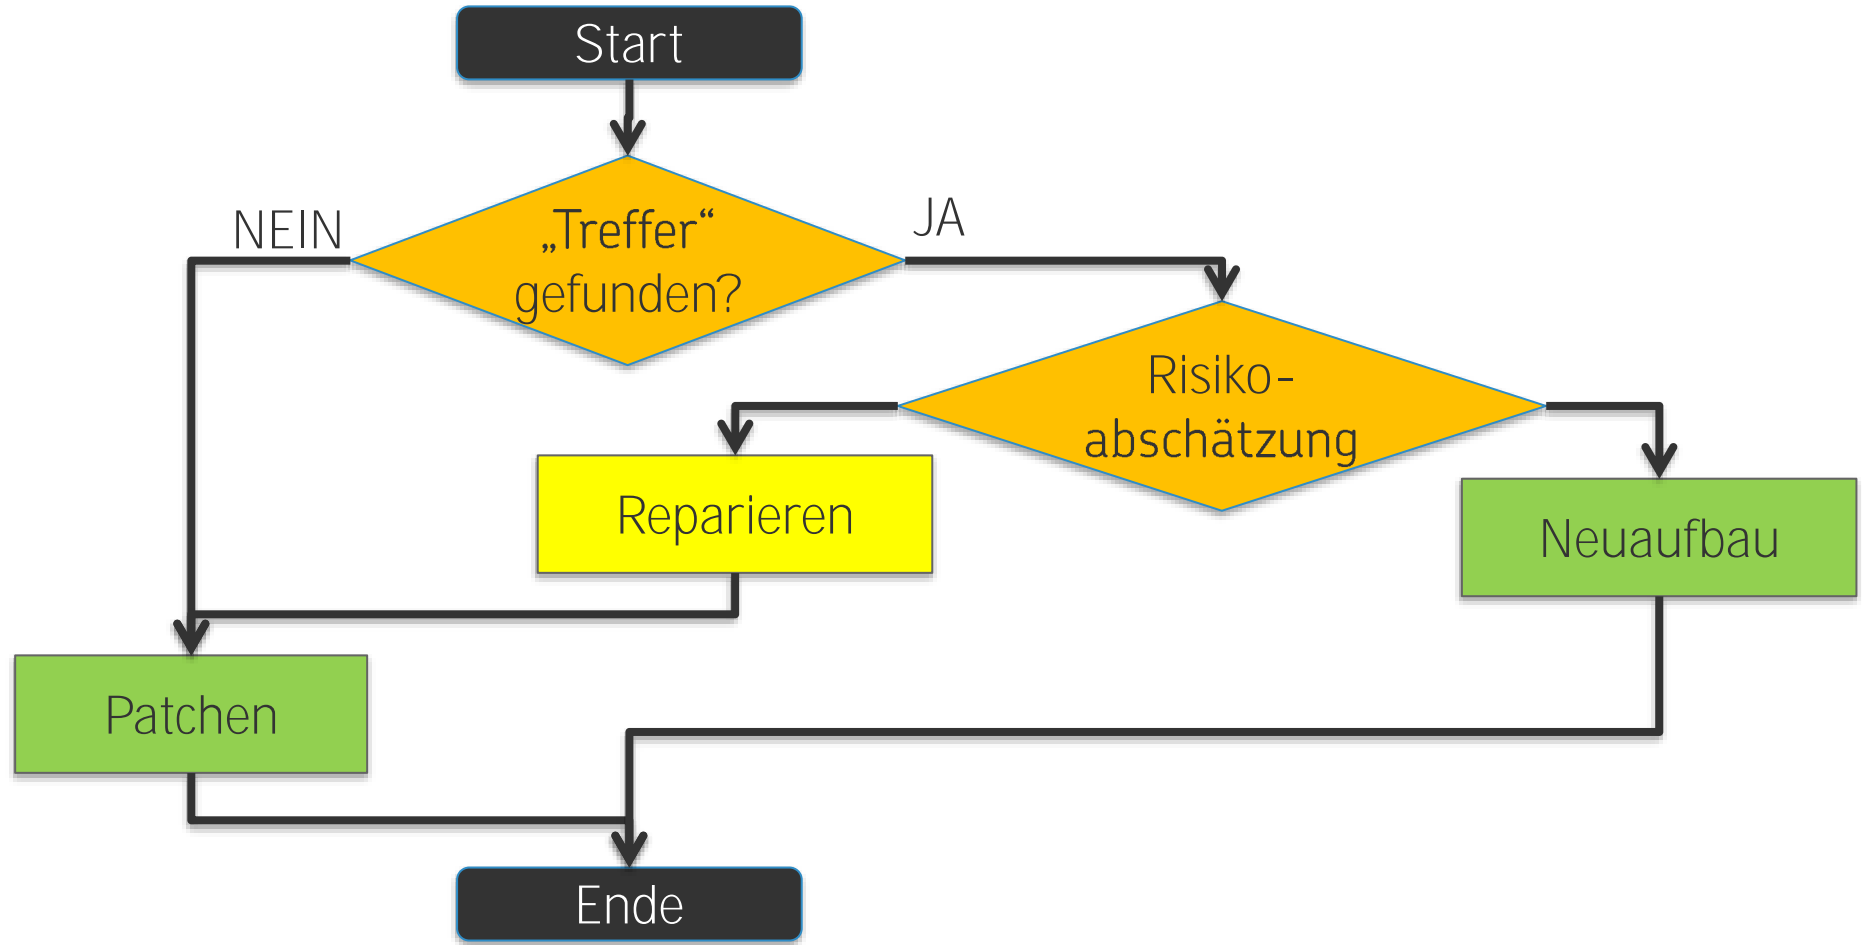 Start
NEIN
„Treffer“
gefunden?
JA
Risiko-
abschätzung
Reparieren
Neuaufbau
Patchen
Ende